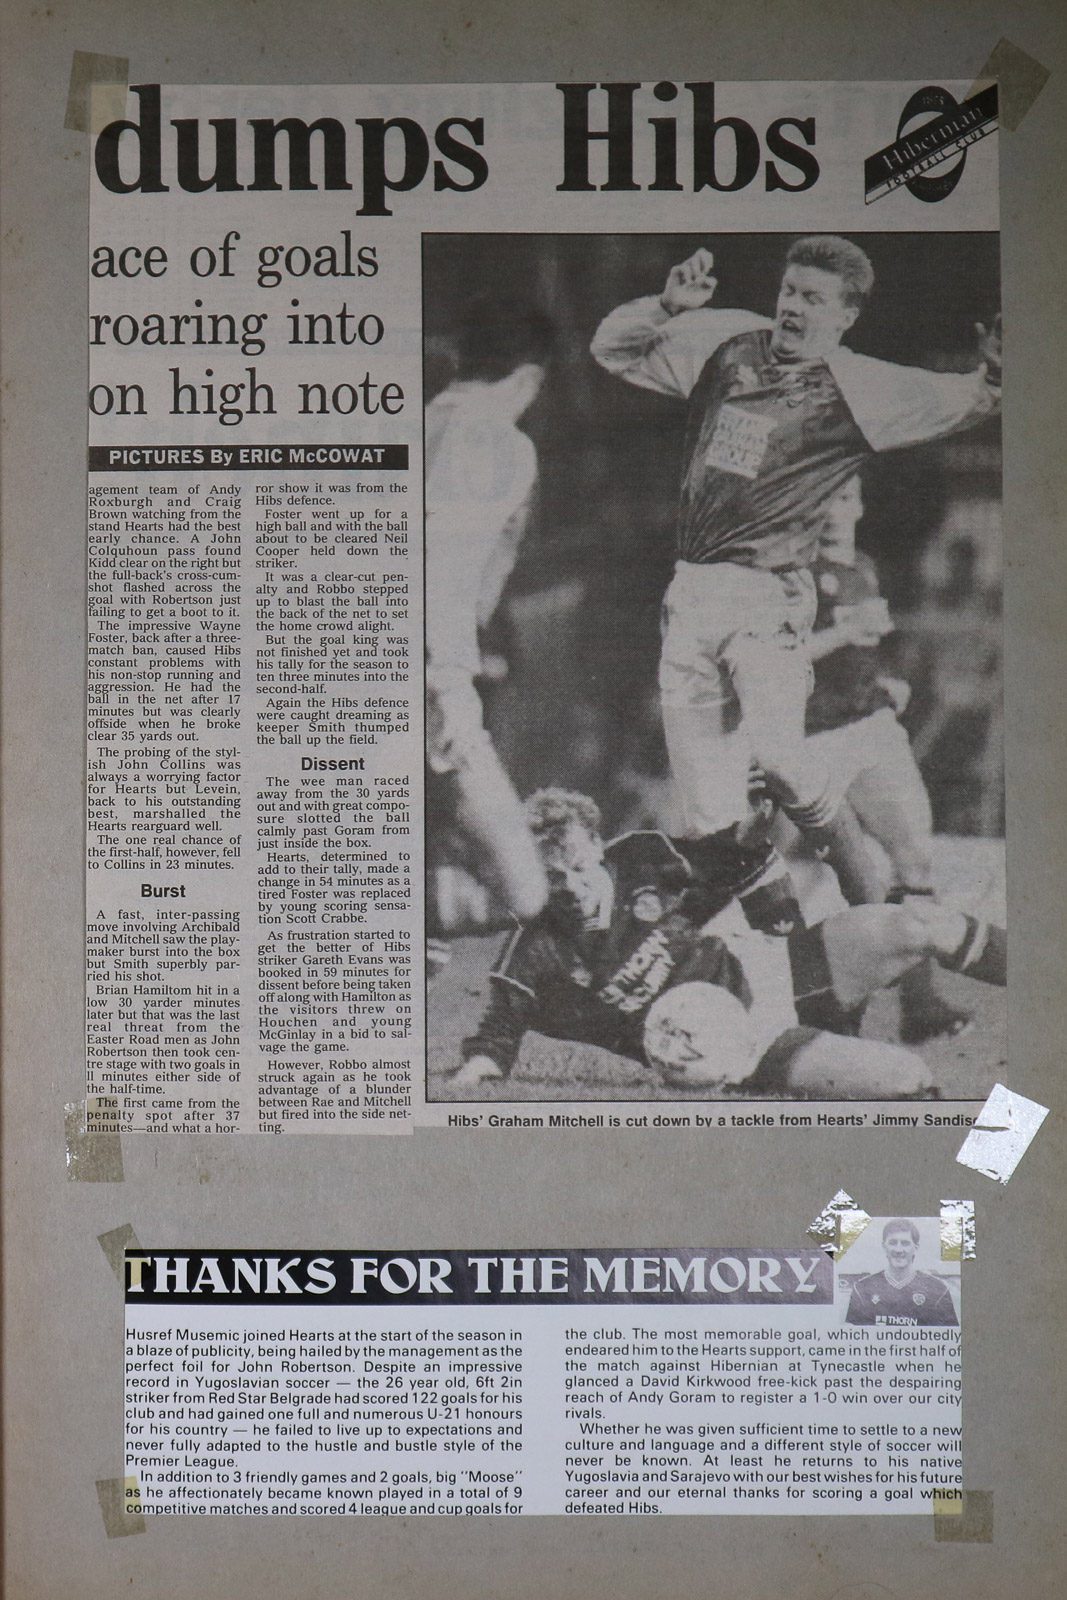 dumps Hibs
Hibernian
FOOTBALL CLUB
ace of goals
roaring into
on high note
PICTURES By ERIC McCOWAT
agement team of Andy
Roxburgh and Craig
Brown watching from the
stand Hearts had the best
early chance. A John
Colquhoun pass found
Kidd clear on the right but
the full-back's cross-cum-
shot flashed across the
goal with Robertson just
failing to get a boot to it.
The impressive Wayne
Foster, back after a three-
match ban, caused Hibs
constant problems with
his non-stop running and
aggression. He had the
ball in the net after 17
minutes but was clearly
offside when he broke
clear 35 yards out.
The probing of the styl-
ish John Collins was
always a worrying factor
for Hearts but Levein,
back to his outstanding
best, marshalled the
Hearts rearguard well.
The one real chance of
the first-half, however, fell
to Collins in 23 minutes.
Burst
A fast, inter-passing
move involving Archibald
and Mitchell saw the play-
maker burst into the box
but Smith superbly par-
ried his shot.
Brian Hamiltom hit in a
low 30 yarder minutes
later but that was the last
real threat from the
Easter Road men as John
Robertson then took cen-
tre stage with two goals in
ll minutes either side of
the half-time.
The first came from the
penalty spot after 37
minutes—and what a hor-
ror show it was from the
Hibs defence.
Foster went up for a
high ball and with the ball
about to be cleared Neil
Cooper held down the
striker.
It was a clear-cut pen-
alty and Robbo stepped
up to blast the ball into
the back of the net to set
the home crowd alight.
But the goal king was
not finished yet and took
his tally for the season to
ten three minutes into the
second-half.
Again the Hibs defence
were caught dreaming as
keeper Smith thumped
the ball up the field.
Dissent
The wee man raced
away from the 30 yards
out and with great compo-
sure slotted the ball
calmly past Goram from
just inside the box.
Hearts, determined to
add to their tally, made a
change in 54 minutes as a
tired Foster was replaced
by young scoring sensa-
tion Scott Crabbe.
As frustration started to
get the better of Hibs
striker Gareth Evans was
booked in 59 minutes for
dissent before being taken
off along with Hamilton as
the visitors threw on
Houchen and young
McGinlay in a bid to sal-
vage the game.
However, Robbo almost
struck again as he took
advantage of a blunder
between Rae and Mitchell
but fired into the side net-
ting.
THORN
SECURITY
Hibs' Graham Mitchell is cut down by a tackle from Hearts' Jimmy Sandis
THANKS FOR THE MEMORY
THORN
Husref Musemic joined Hearts at the start of the season in
a blaze of publicity, being hailed by the management as the
perfect foil for John Robertson. Despite an impressive
record in Yugoslavian soccer — the 26 year old, 6ft 2in
striker from Red Star Belgrade had scored 122 goals for his
club and had gained one full and numerous U-21 honours
for his country — he failed to live up to expectations and
never fully adapted to the hustle and bustle style of the
Premier League.
In addition to 3 friendly games and 2 goals, big "Moose"
as he affectionately became known played in a total of 9
competitive matches and scored 4 league and cup goals for
the club. The most memorable goal, which undoubtedly
endeared him to the Hearts support, came in the first half of
the match against Hibernian at Tynecastle when he
glanced a David Kirkwood free-kick past the despairing
reach of Andy Goram to register a 1-0 win over our city
rivals.
Whether he was given sufficient time to settle to a new
culture and language and a different style of soccer will
never be known. At least he returns to his native
Yugoslavia and Sarajevo with our best wishes for his future
career and our eternal thanks for scoring a goal which
defeated Hibs.